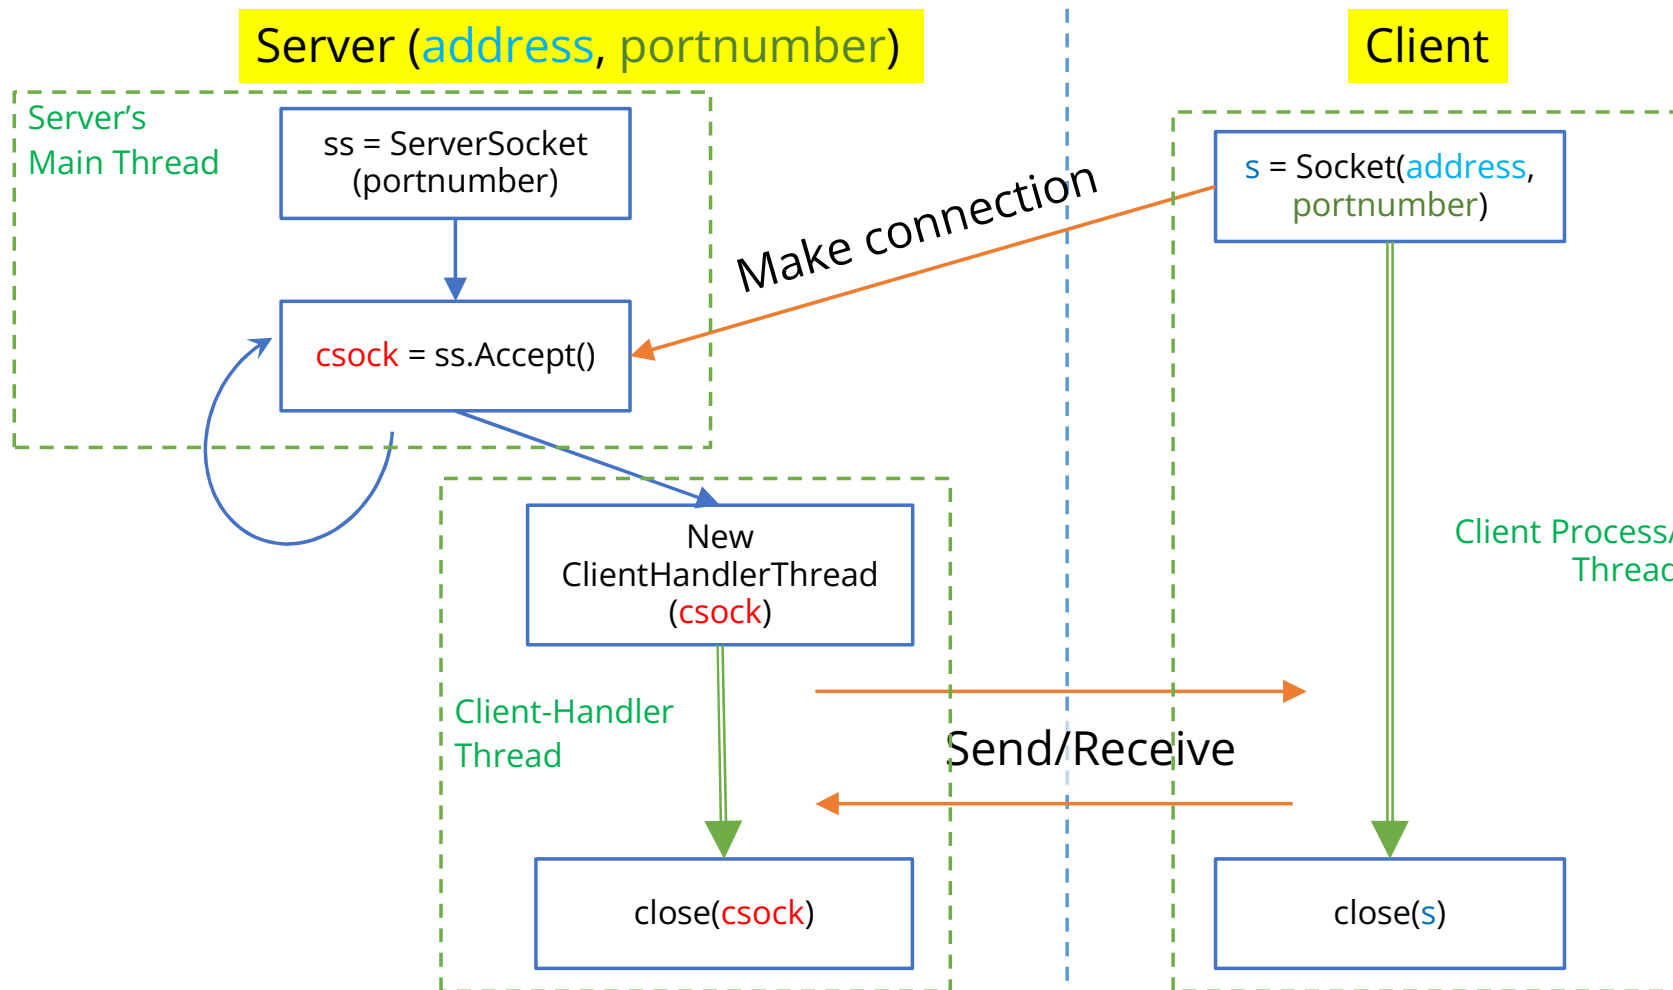 Server (address, portnumber)
Client
Server’s
Main Thread
ss = ServerSocket
(portnumber)
s = Socket(address,
portnumber)
Make connection
csock = ss.Accept()
New
ClientHandlerThread
(csock)
Client Process/
Thread
Client-Handler
Thread
Send/Receive
close(csock)
close(s)